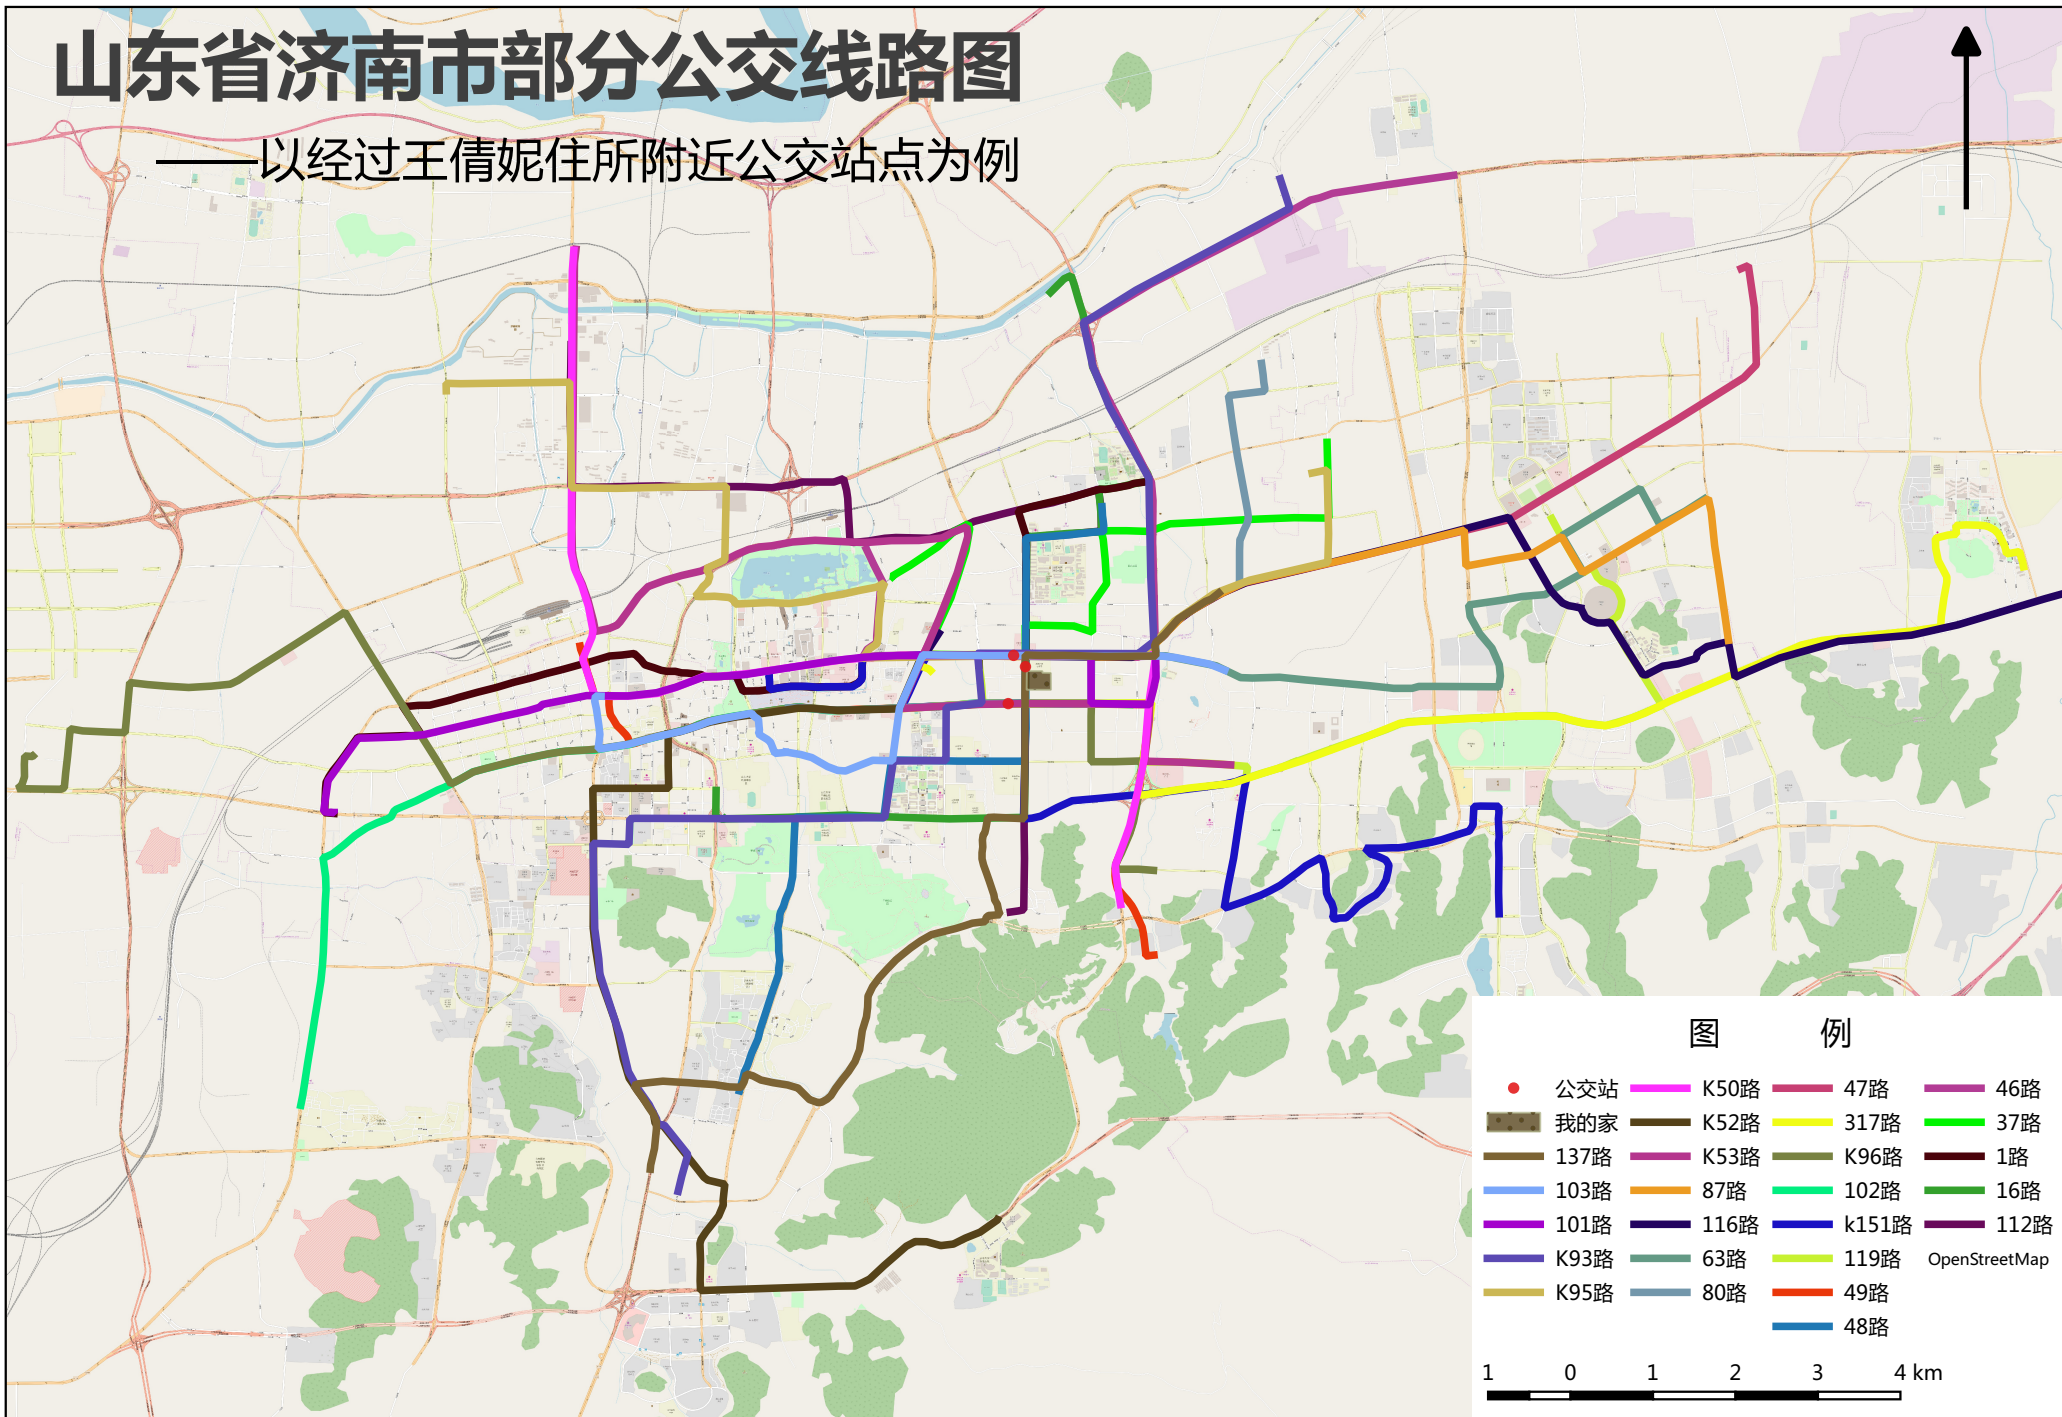 山东省济南市部分公交线路图
——以经过王倩妮住所附近公交站点为例
图 例
公交站 K50路 47路 46路
我的家 K52路 317路 37路
137路 K53路 K96路 1路
103路 87路 102路 16路
101路 116路 k151路 112路
K93路 63路 119路 OpenStreetMap
K95路 80路 49路
48路
1 0 1 2 3 4 km